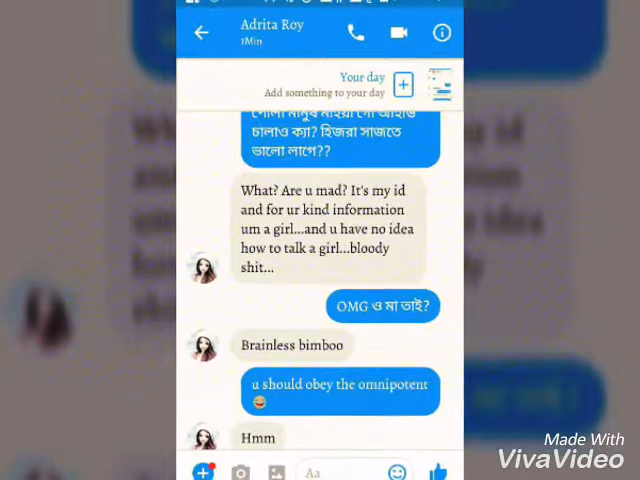 Adrita Roy
1Min
Your day
Add something to your day
পোলা মানুষ মাইয়া গো আইডি
চালাও ক্যা? হিজরা সাজতে
ভালো লাগে??
What? Are u mad? It's my id
and for ur kind information
um a girl...and u have no idea
how to talk a girl...bloody
shit...
OMG ও মা তাই?
Brainless bimboo
u should obey the omnipotent
😂
Hmm
Aa
Made With
VivaVideo